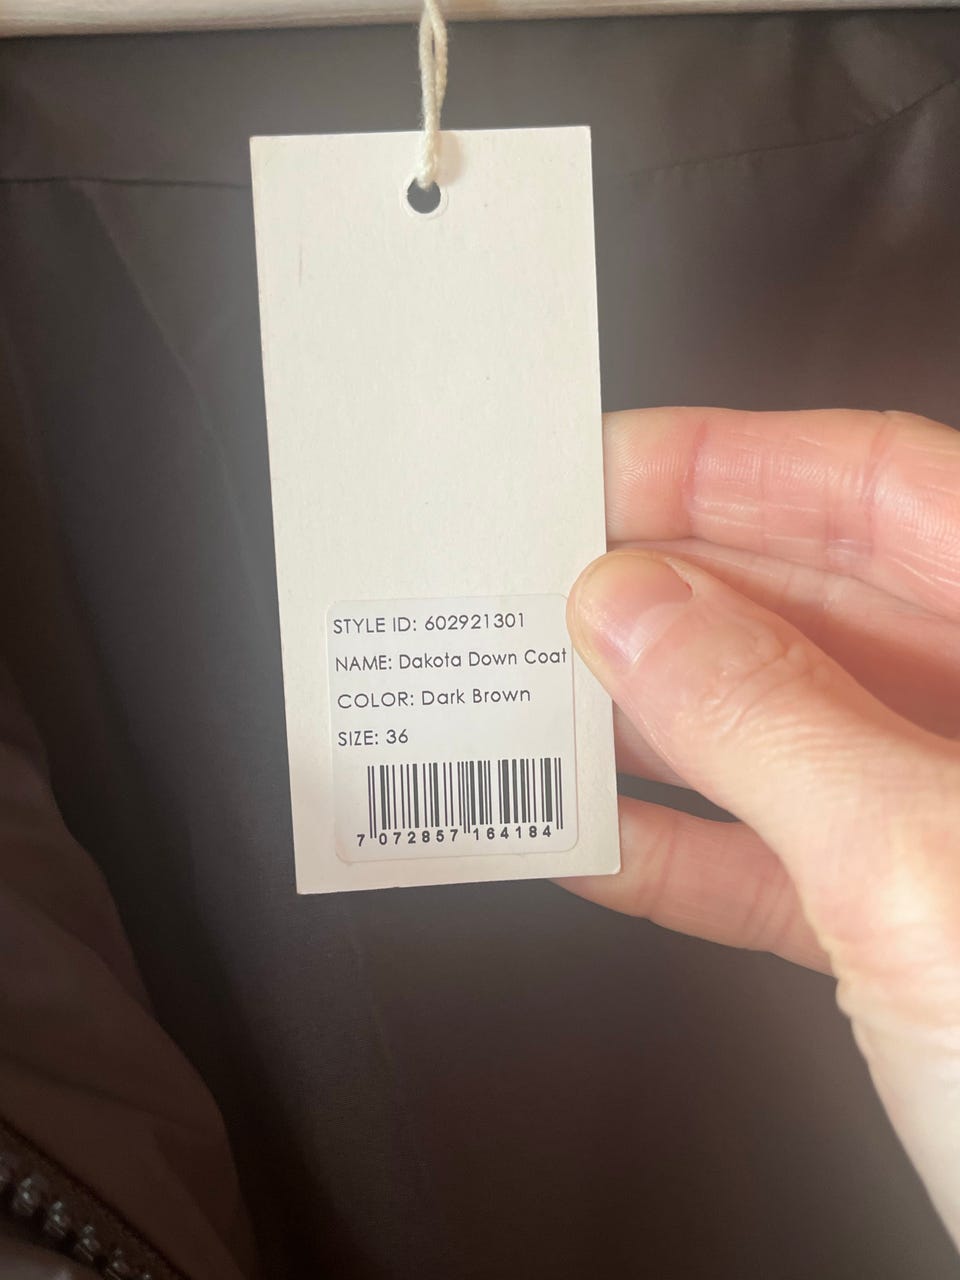 STYLE ID: 602921301
NAME: Dakota Down Coat
COLOR: Dark Brown
SIZE: 36
7 072857 164184